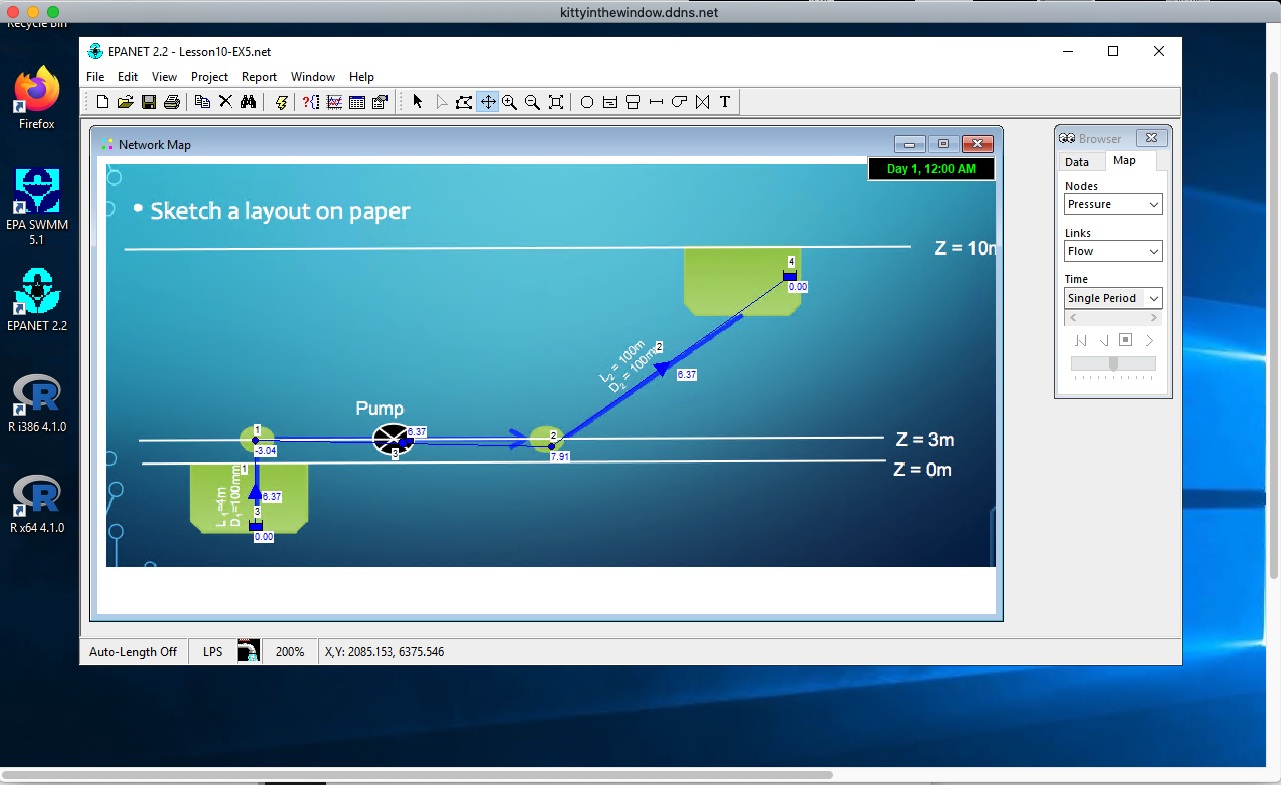 kittyinthewindow.ddns.net
Recycle Bin
Firefox
EPA SWMM
5.1
EPANET 2.2
R i386 4.1.0
R x64 4.1.0
EPANET 2.2 - Lesson10-EX5.net
File Edit View Project Report Window Help
Network Map
Day 1, 12:00 AM
• Sketch a layout on paper
Z = 10m
4
0.00
L2 = 100m
D2 = 100mm
2
6.37
Pump
1
6.37
2
Z = 3m
-3.04
3
7.91
Z = 0m
1
L1=4m
D1=100mm
6.37
3
0.00
Browser
Data Map
Nodes
Pressure
Links
Flow
Time
Single Period
Auto-Length Off LPS 200% X,Y: 2085.153, 6375.546